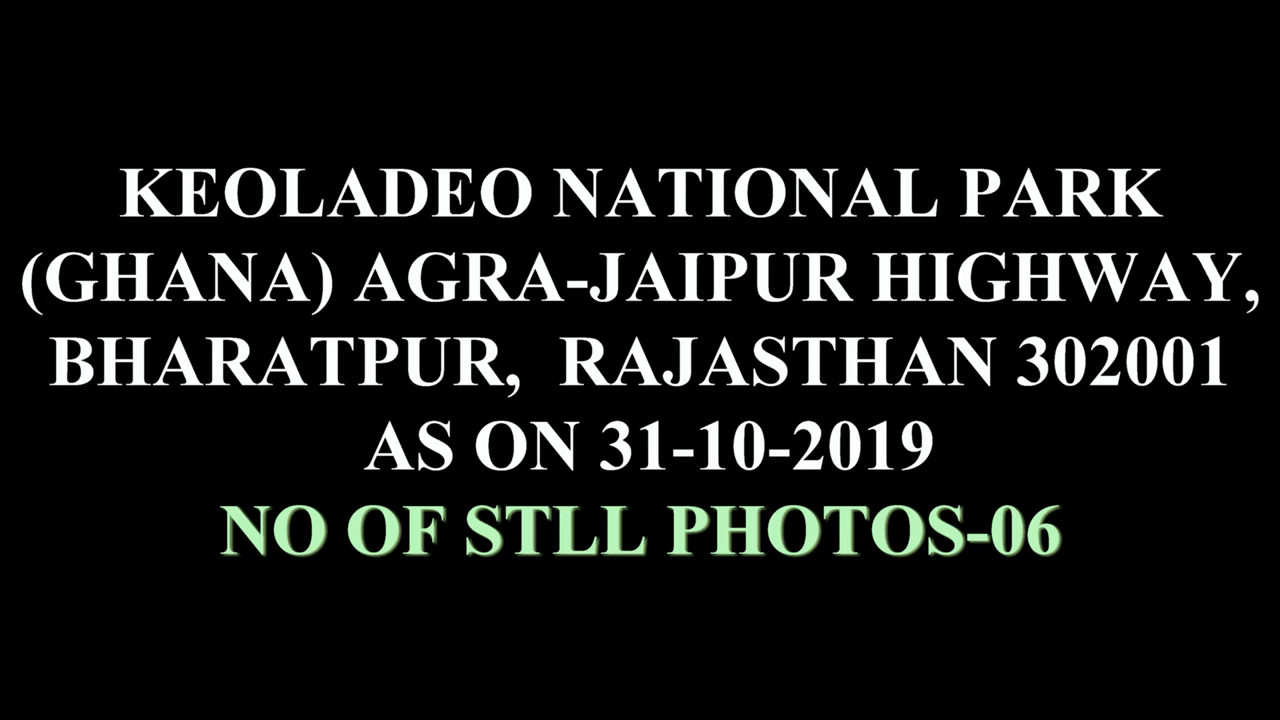 KEOLADEO NATIONAL PARK
(GHANA) AGRA-JAIPUR HIGHWAY,
BHARATPUR, RAJASTHAN 302001
AS ON 31-10-2019
NO OF STLL PHOTOS-06